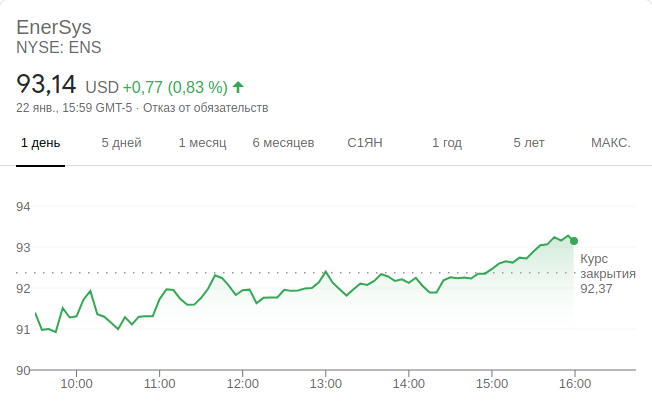 EnerSys
NYSE: ENS
93,14 USD +0,77 (0,83 %)
22 янв., 15:59 GMT-5 · Отказ от обязательств
1 день 5 дней 1 месяц 6 месяцев С1ЯН 1 год 5 лет МАКС.
94
93
92
91
90
Курс
закрытия
92,37
10:00 11:00 12:00 13:00 14:00 15:00 16:00